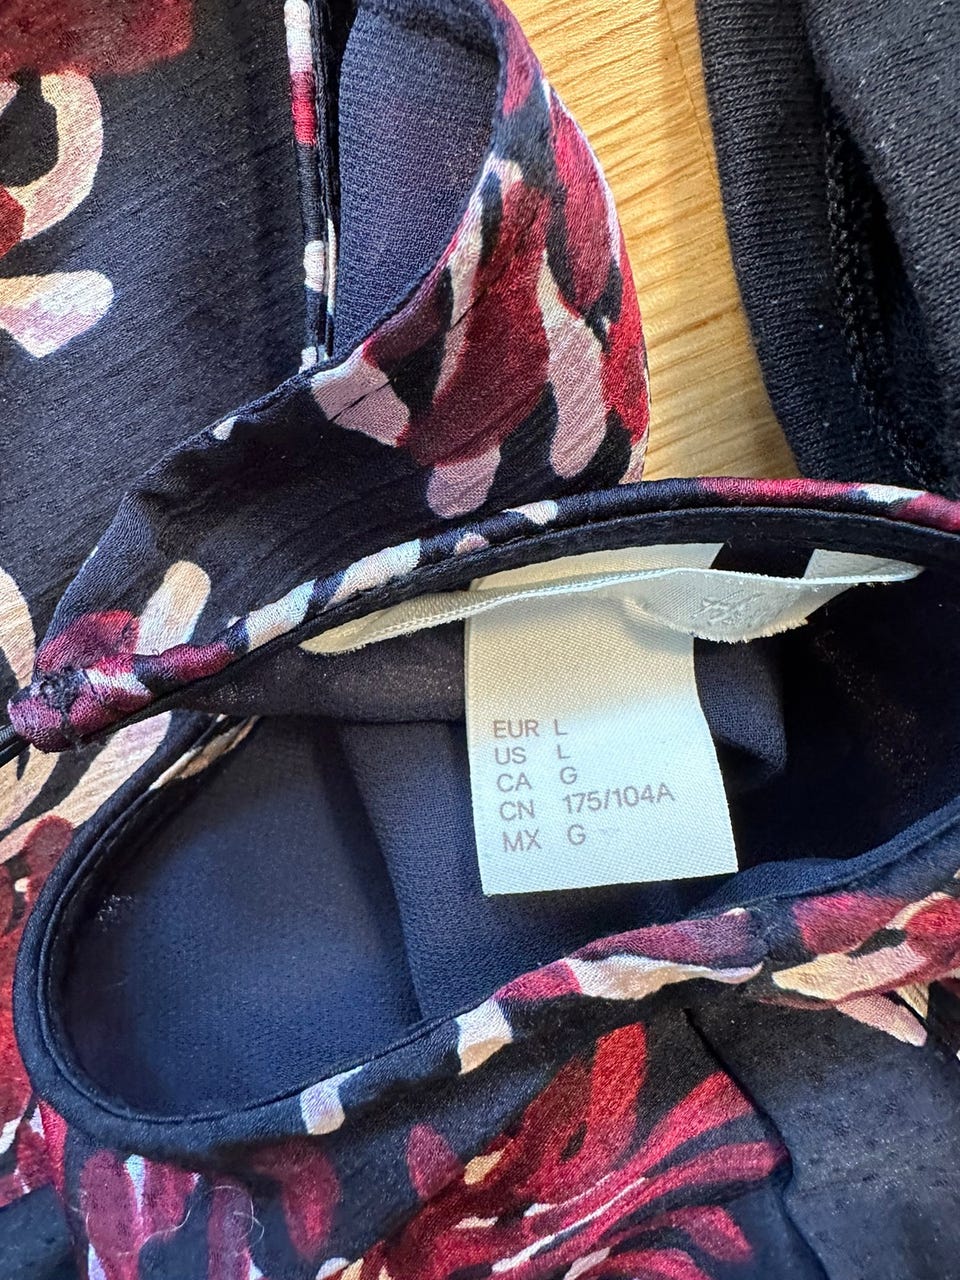 EUR L
US L
CA G
CN 175/104A
MX G